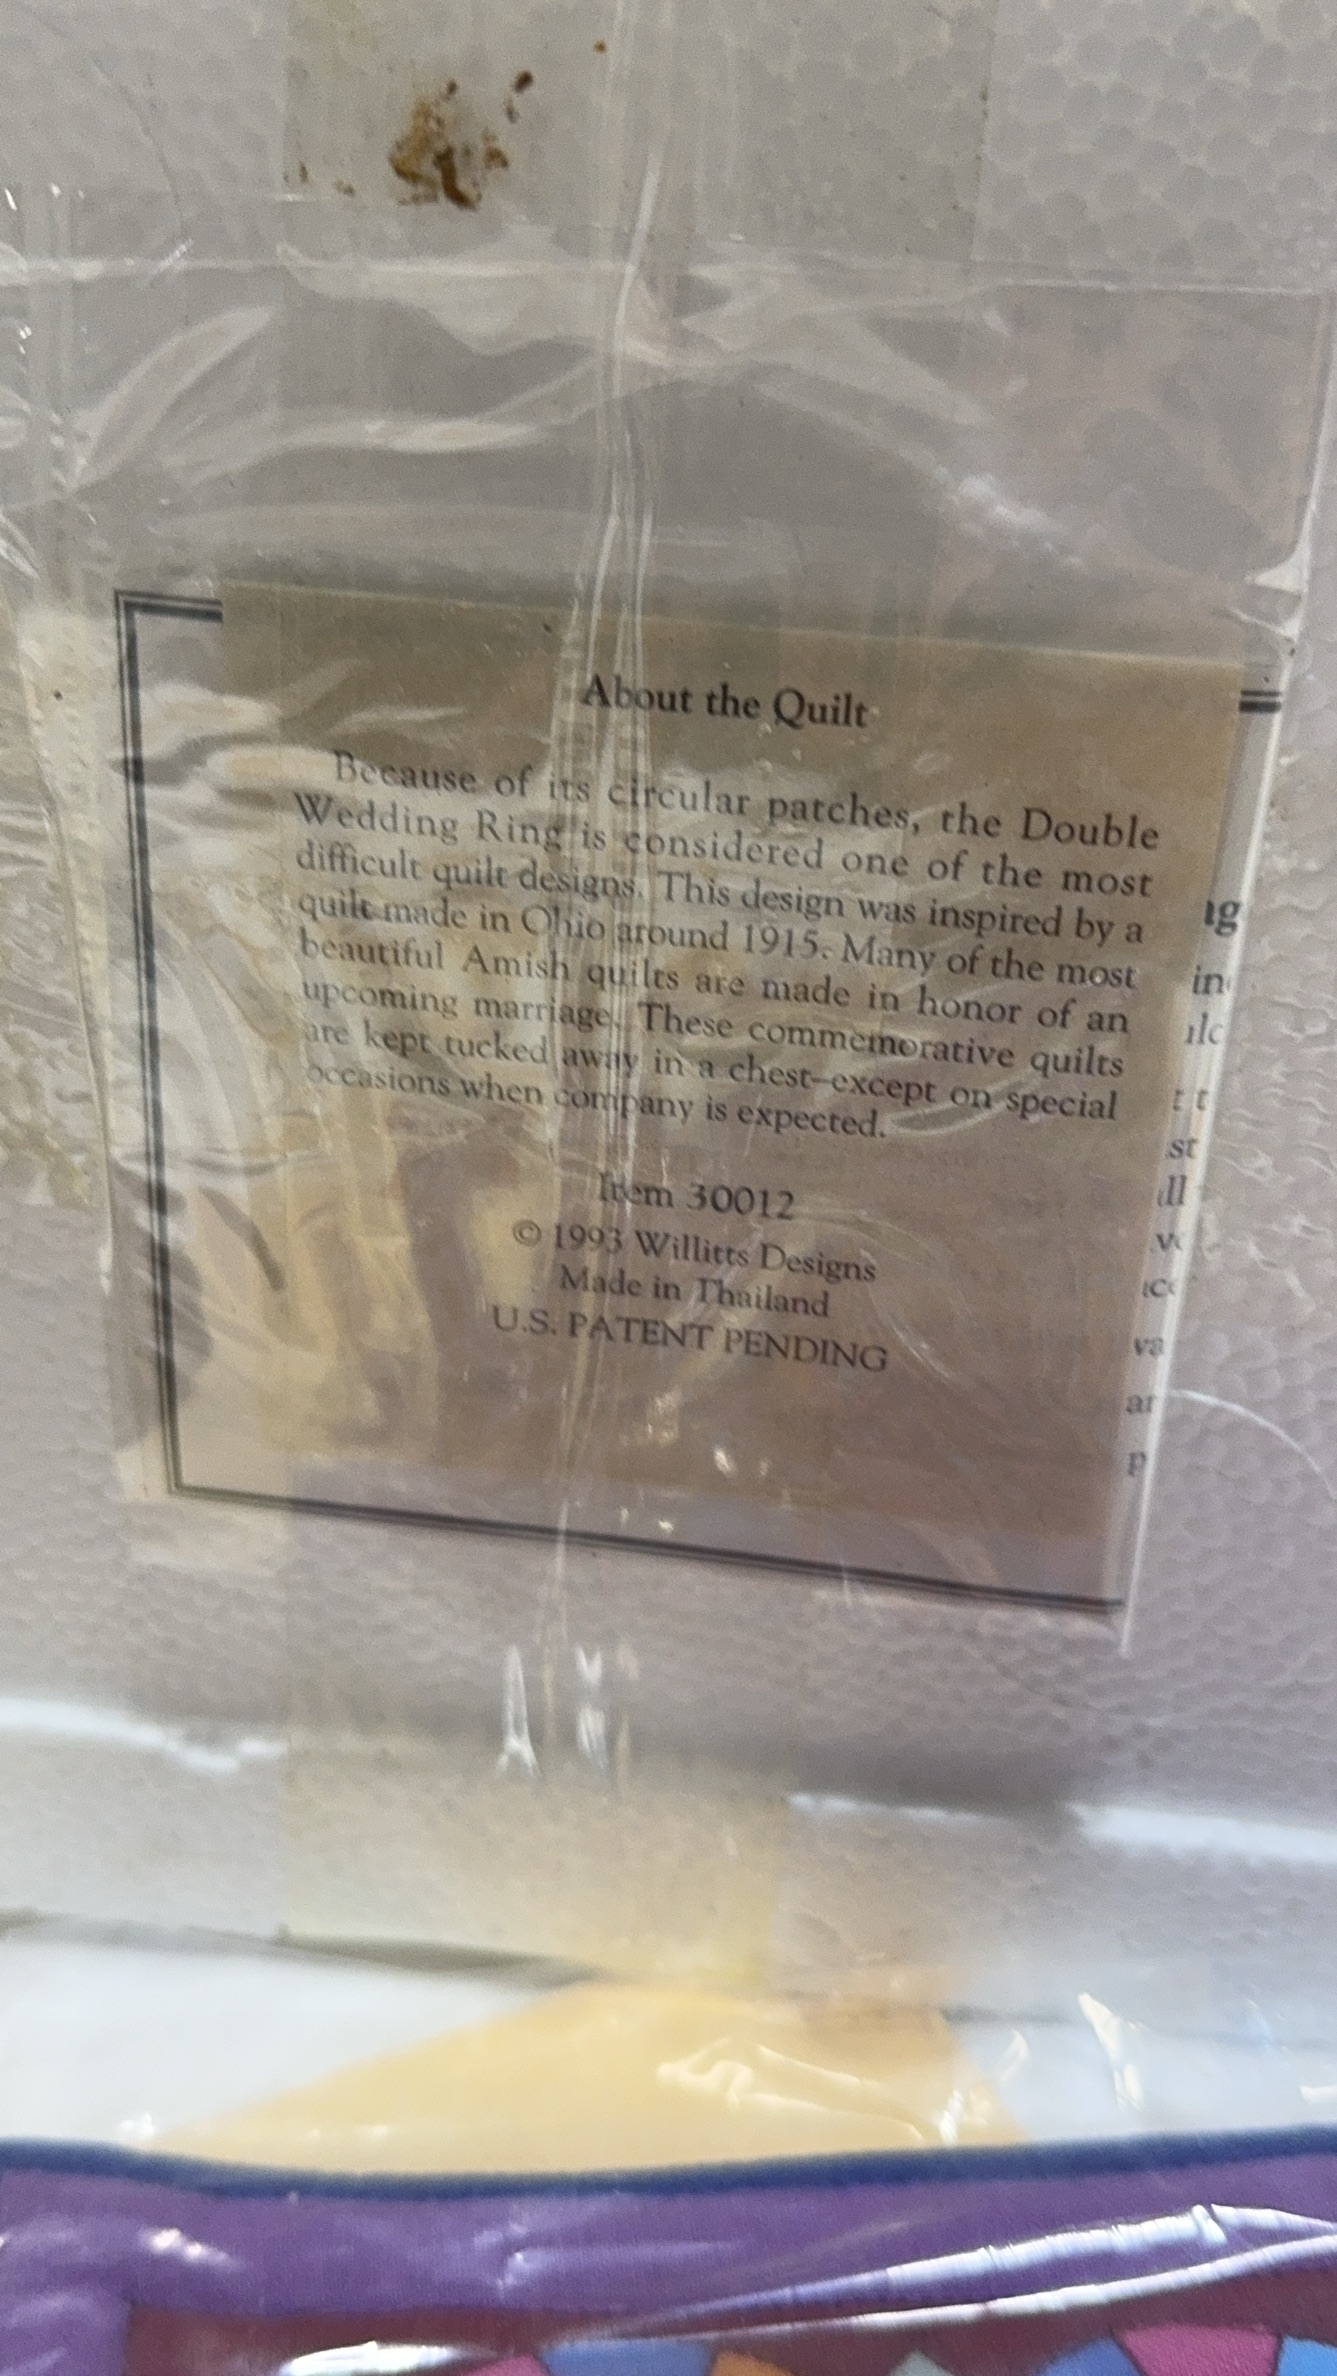 About the Quilt
Because of its circular patches, the Double
Wedding Ring is considered one of the most
difficult quilt designs. This design was inspired by a
quilt made in Ohio around 1915. Many of the most
beautiful Amish quilts are made in honor of an
upcoming marriage. These commemorative quilts
are kept tucked away in a chest–except on special
occasions when company is expected.
Item 30012
© 1993 Willitts Designs
Made in Thailand
U.S. PATENT PENDING